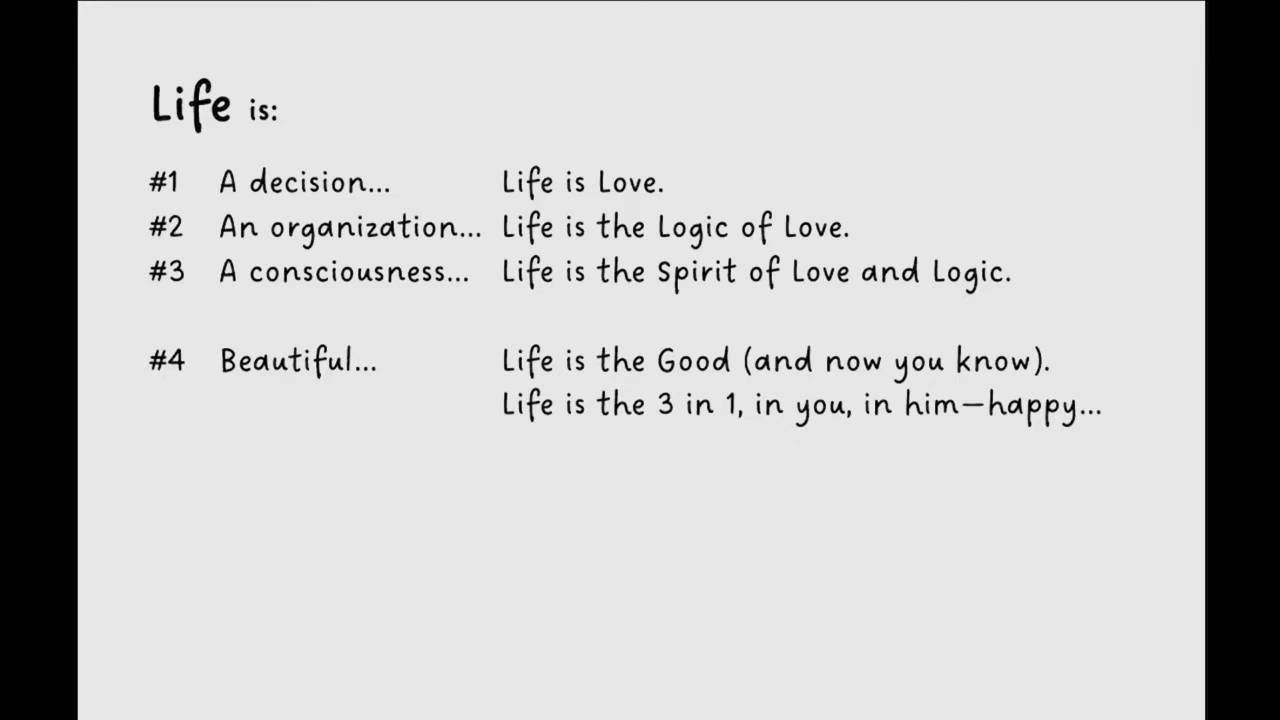 Life is:
#1 A decision... Life is Love.
#2 An organization... Life is the Logic of Love.
#3 A consciousness... Life is the Spirit of Love and Logic.
#4 Beautiful... Life is the Good (and now you know).
Life is the 3 in 1, in you, in him—happy...